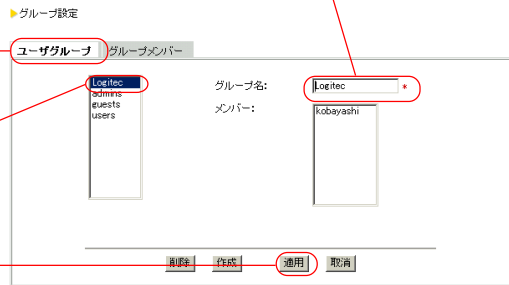 グループ設定
ユーザグループ グループメンバー
Logitec
admins
guests
users
グループ名: Logitec *
メンバー: kobayashi
削除 作成 適用 取消